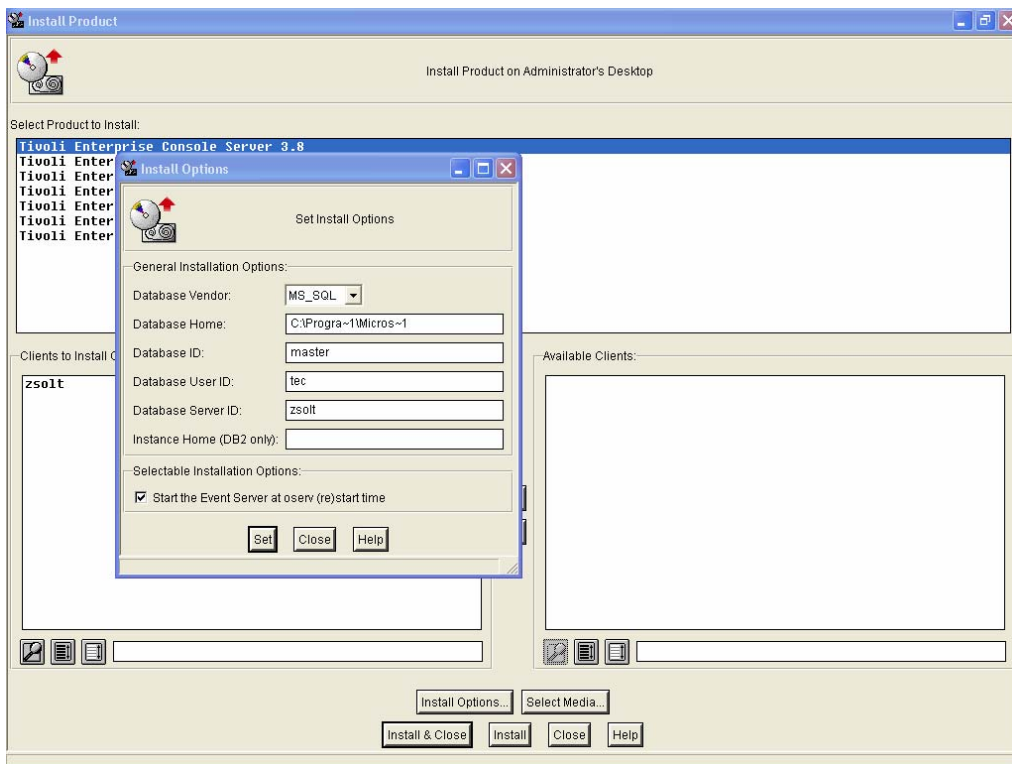 Install Product
Install Product on Administrator's Desktop
Select Product to Install:
Tivoli Enterprise Console Server 3.8
Tivoli Enter
Tivoli Enter
Tivoli Enter
Tivoli Enter
Tivoli Enter
Tivoli Enter
Install Options
Set Install Options
General Installation Options:
Database Vendor: MS_SQL
Database Home: C:\Progra~1\Micros~1
Database ID: master
Database User ID: tec
Database Server ID: zsolt
Instance Home (DB2 only):
Selectable Installation Options:
Start the Event Server at oserv (re)start time
Set Close Help
Clients to Install
zsolt
Available Clients:
Install Options... Select Media...
Install & Close Install Close Help